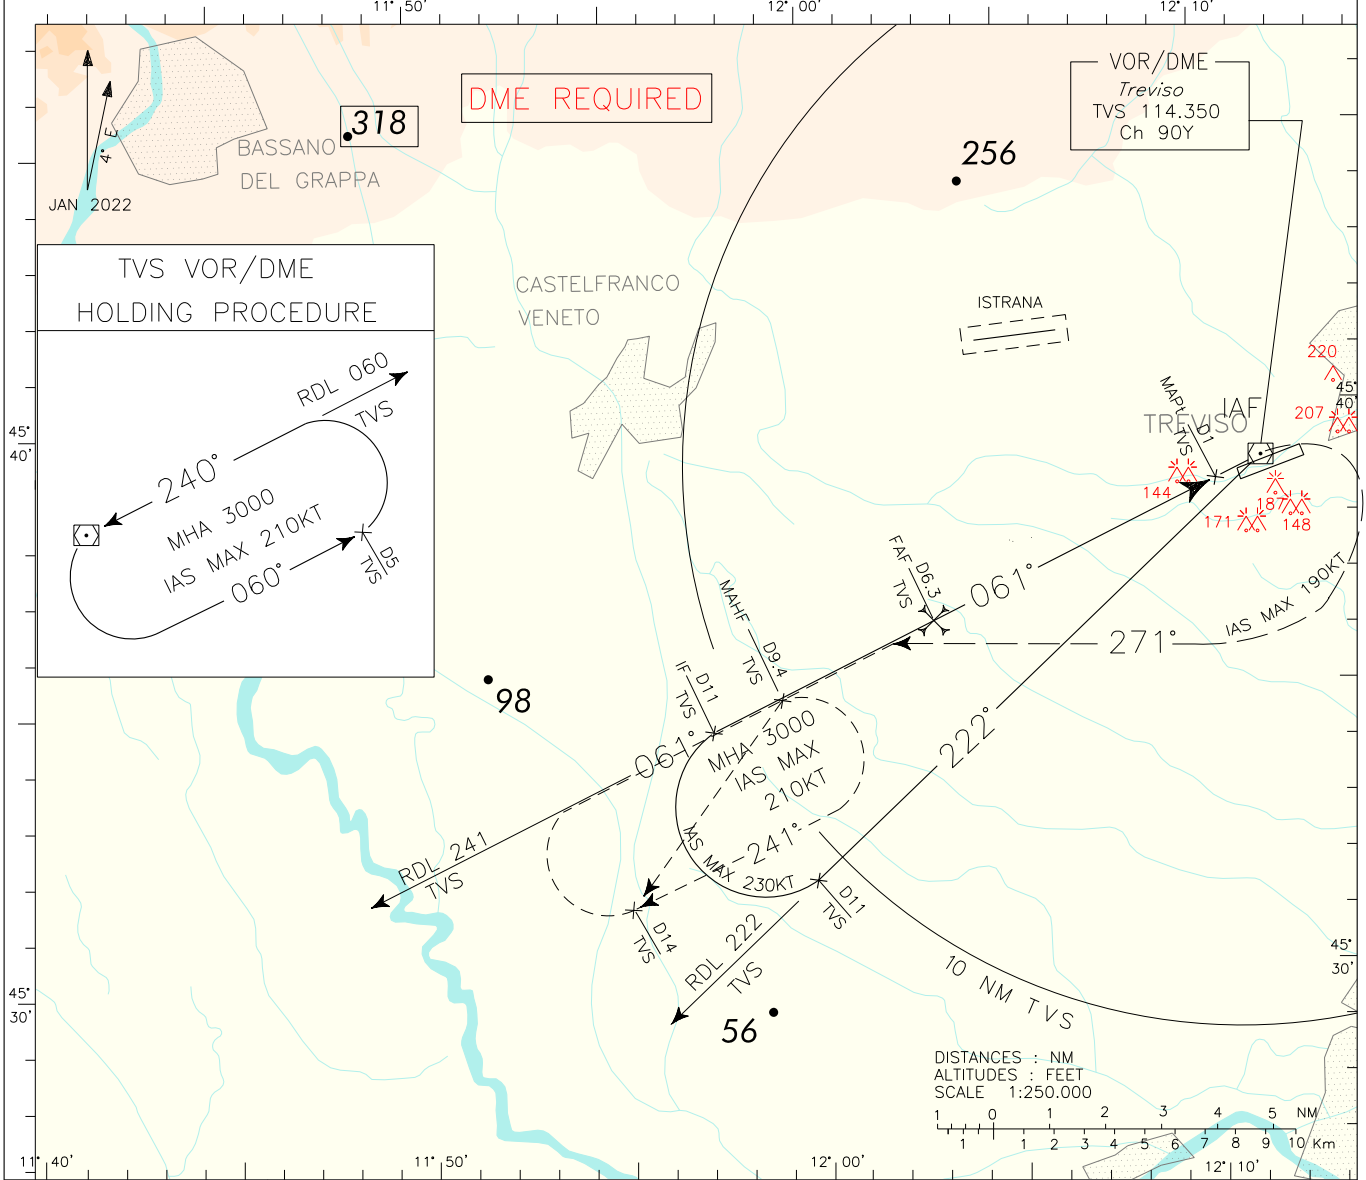 11° 50'
12° 00'
12° 10'
VOR/DME
Treviso
TVS 114.350
Ch 90Y
DME REQUIRED
318
BASSANO
DEL GRAPPA
4° E
JAN 2022
256
TVS VOR/DME
HOLDING PROCEDURE
RDL 060
TVS
240°
MHA 3000
IAS MAX 210KT
060°
D5
TVS
CASTELFRANCO
VENETO
ISTRANA
220
45°
40'
207
MAPt D1
TVS
IAF
TREVISO
45°
40'
144
187
171
148
FAF D6.3
TVS
061°
IAS MAX 190KT
271°
MAHF D9.4
TVS
IF D11
TVS
98
061°
MHA 3000
IAS MAX
210KT
222°
241°
IAS MAX 230KT
RDL 241
TVS
D11
TVS
D14
TVS
RDL 222
TVS
10 NM TVS
45°
30'
45°
30'
56
DISTANCES : NM
ALTITUDES : FEET
SCALE 1:250.000
1 0 1 2 3 4 5 NM
1 1 2 3 4 5 6 7 8 9 10 Km
11° 40'
11° 50'
12° 00'
12° 10'